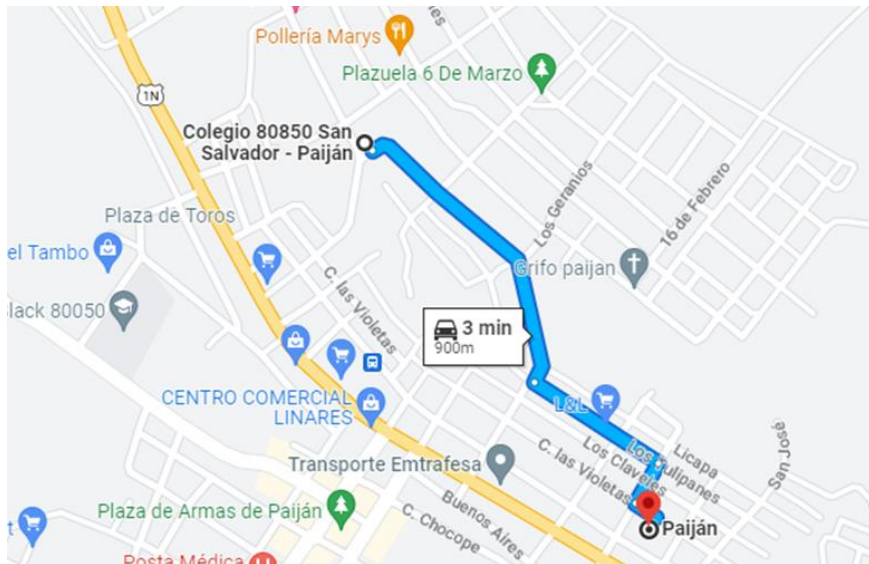 Pollería Marys
Plazuela 6 De Marzo
1N
Colegio 80850 San
Salvador - Paiján
Los Geranios
16 de Febrero
Plaza de Toros
el Tambo
Grifo paijan
C. las Violetas
lack 80050
3 min
900m
CENTRO COMERCIAL
LINARES
L&L
Licapa
San José
Los Tulipanes
Los Claveles
C. las Violetas
Transporte Emtrafesa
Buenos Aires
Plaza de Armas de Paiján
C. Chocope
Paiján
Posta Médica